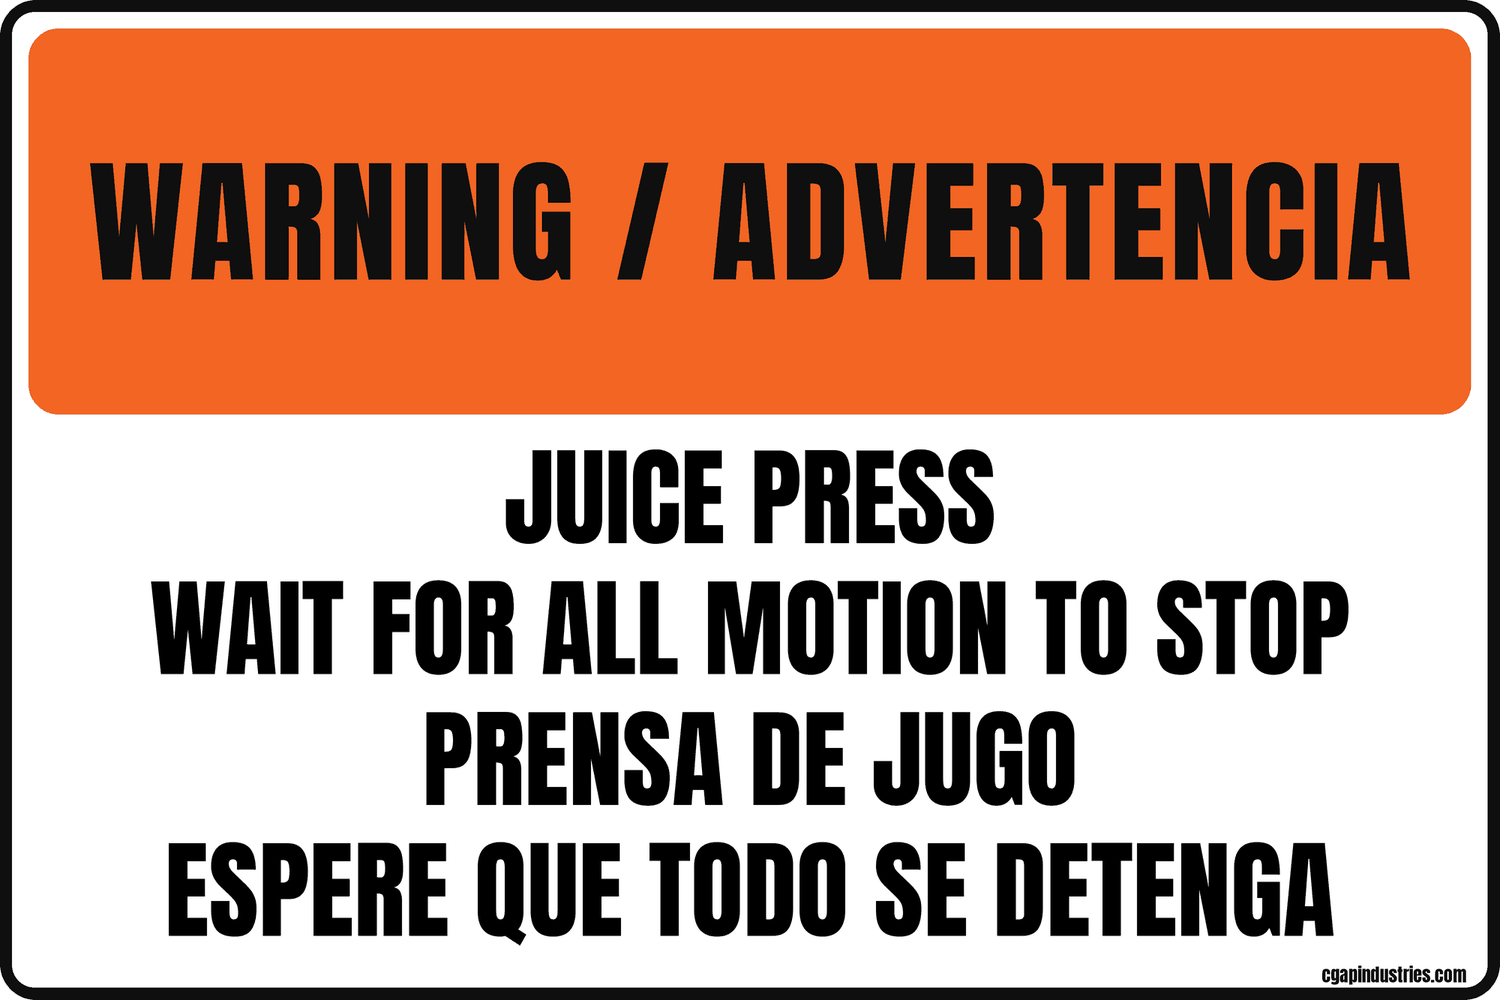 WARNING / ADVERTENCIA
JUICE PRESS
WAIT FOR ALL MOTION TO STOP
PRENSA DE JUGO
ESPERE QUE TODO SE DETENGA
cgapindustries.com